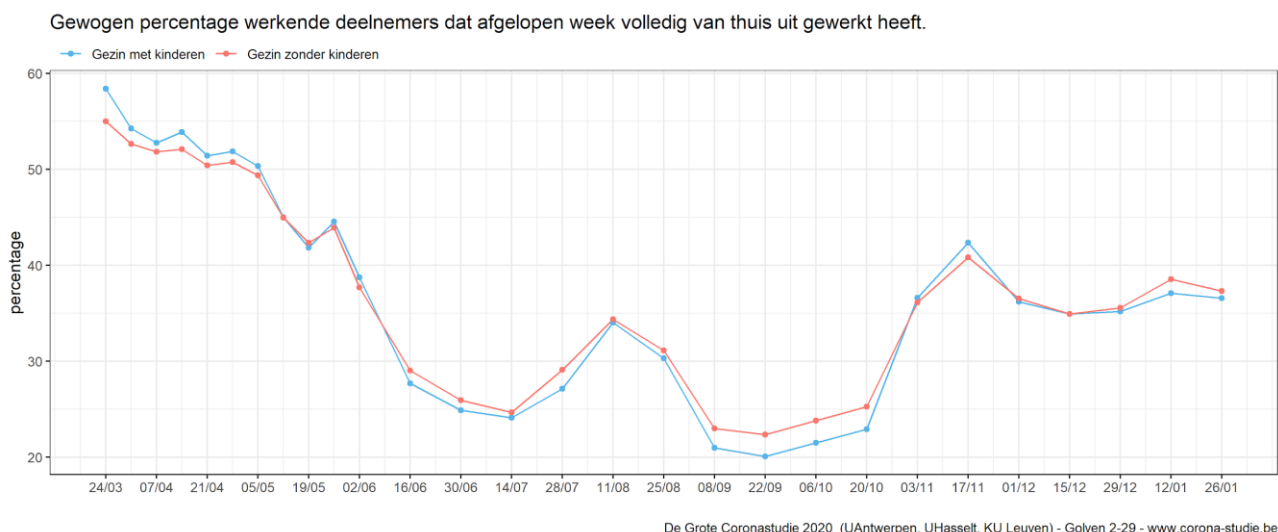 Gewogen percentage werkende deelnemers dat afgelopen week volledig van thuis uit gewerkt heeft.
Gezin met kinderen Gezin zonder kinderen
60
50
40
30
20
percentage
24/03 07/04 21/04 05/05 19/05 02/06 16/06 30/06 14/07 28/07 11/08 25/08 08/09 22/09 06/10 20/10 03/11 17/11 01/12 15/12 29/12 12/01 26/01
De Grote Coronastudie 2020 (UAntwerpen, UHasselt, KU Leuven) - Golven 2-29 - www.corona-studie.be